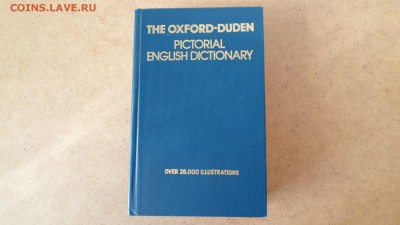 COINS.LAVE.RU
THE OXFORD-DUDEN
PICTORIAL
ENGLISH DICTIONARY
OVER 28,000 ILLUSTRATIONS